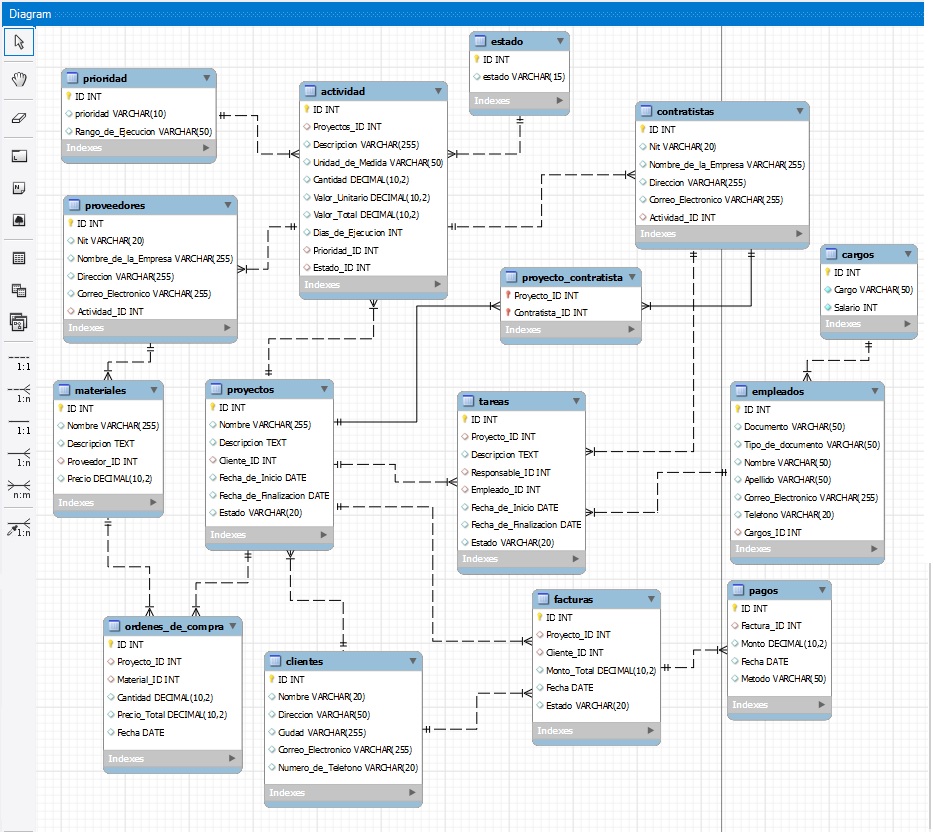 Diagram
estado
ID INT
estado VARCHAR(15)
Indexes
prioridad
ID INT
prioridad VARCHAR(10)
Rango_de_Ejecucion VARCHAR(50)
Indexes
actividad
ID INT
Proyectos_ID INT
Descripcion VARCHAR(255)
Unidad_de_Medida VARCHAR(50)
Cantidad DECIMAL(10,2)
Valor_Unitario DECIMAL(10,2)
Valor_Total DECIMAL(10,2)
Dias_de_Ejecucion INT
Prioridad_ID INT
Estado_ID INT
Indexes
contratistas
ID INT
Nit VARCHAR(20)
Nombre_de_la_Empresa VARCHAR(255)
Direccion VARCHAR(255)
Correo_Electronico VARCHAR(255)
Actividad_ID INT
Indexes
proveedores
ID INT
Nit VARCHAR(20)
Nombre_de_la_Empresa VARCHAR(255)
Direccion VARCHAR(255)
Correo_Electronico VARCHAR(255)
Actividad_ID INT
Indexes
proyecto_contratista
Proyecto_ID INT
Contratista_ID INT
Indexes
cargos
ID INT
Cargo VARCHAR(50)
Salario INT
Indexes
1:1
1:n
1:1
1:n
n:m
1:n
materiales
ID INT
Nombre VARCHAR(255)
Descripcion TEXT
Proveedor_ID INT
Precio DECIMAL(10,2)
Indexes
proyectos
ID INT
Nombre VARCHAR(255)
Descripcion TEXT
Cliente_ID INT
Fecha_de_Inicio DATE
Fecha_de_Finalizacion DATE
Estado VARCHAR(20)
Indexes
tareas
ID INT
Proyecto_ID INT
Descripcion TEXT
Responsable_ID INT
Empleado_ID INT
Fecha_de_Inicio DATE
Fecha_de_Finalizacion DATE
Estado VARCHAR(20)
Indexes
empleados
ID INT
Documento VARCHAR(50)
Tipo_de_documento VARCHAR(50)
Nombre VARCHAR(50)
Apellido VARCHAR(50)
Correo_Electronico VARCHAR(255)
Telefono VARCHAR(20)
Cargos_ID INT
Indexes
ordenes_de_compra
ID INT
Proyecto_ID INT
Material_ID INT
Cantidad DECIMAL(10,2)
Precio_Total DECIMAL(10,2)
Fecha DATE
Indexes
clientes
ID INT
Nombre VARCHAR(20)
Direccion VARCHAR(50)
Ciudad VARCHAR(255)
Correo_Electronico VARCHAR(255)
Numero_de_Telefono VARCHAR(20)
Indexes
facturas
ID INT
Proyecto_ID INT
Cliente_ID INT
Monto_Total DECIMAL(10,2)
Fecha DATE
Estado VARCHAR(20)
Indexes
pagos
ID INT
Factura_ID INT
Monto DECIMAL(10,2)
Fecha DATE
Metodo VARCHAR(50)
Indexes